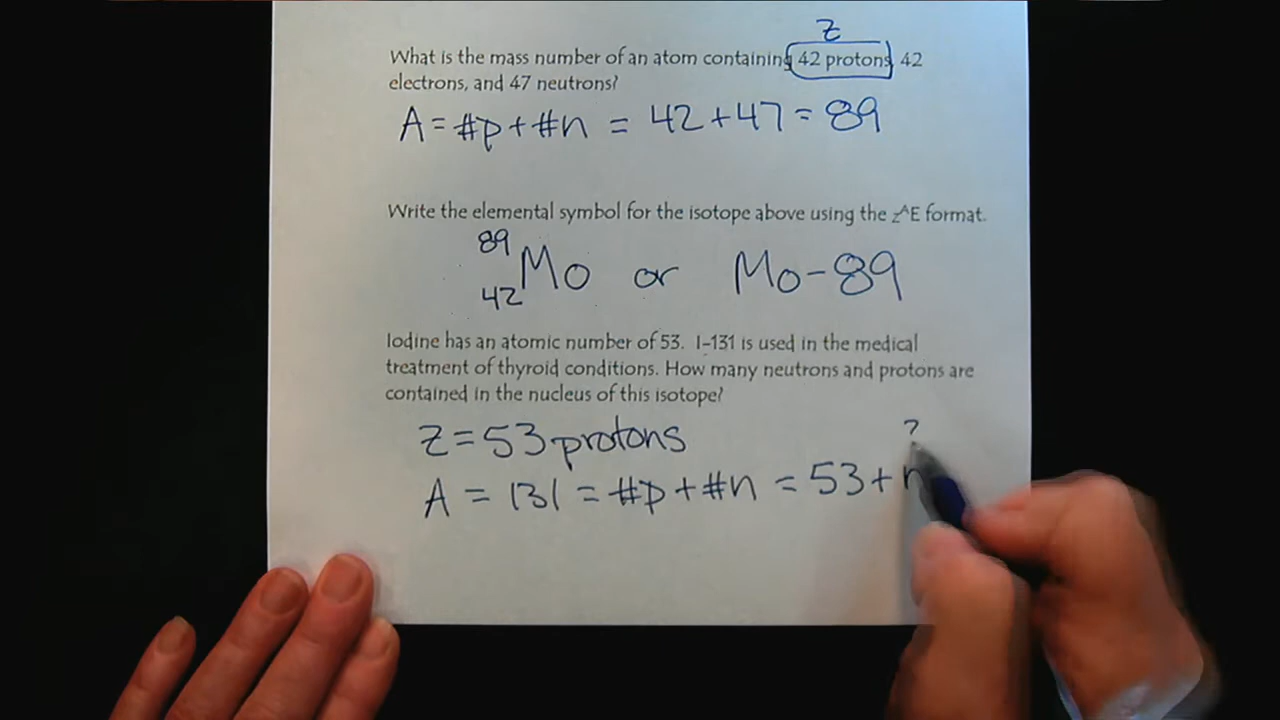 Z
What is the mass number of an atom containing 42 protons, 42
electrons, and 47 neutrons?
A = #p + #n = 42 + 47 = 89
Write the elemental symbol for the isotope above using the zᴬE format.
89
Mo or Mo-89
42
Iodine has an atomic number of 53. I-131 is used in the medical
treatment of thyroid conditions. How many neutrons and protons are
contained in the nucleus of this isotope?
Z = 53 protons
?
A = 131 = #p + #n = 53 + n